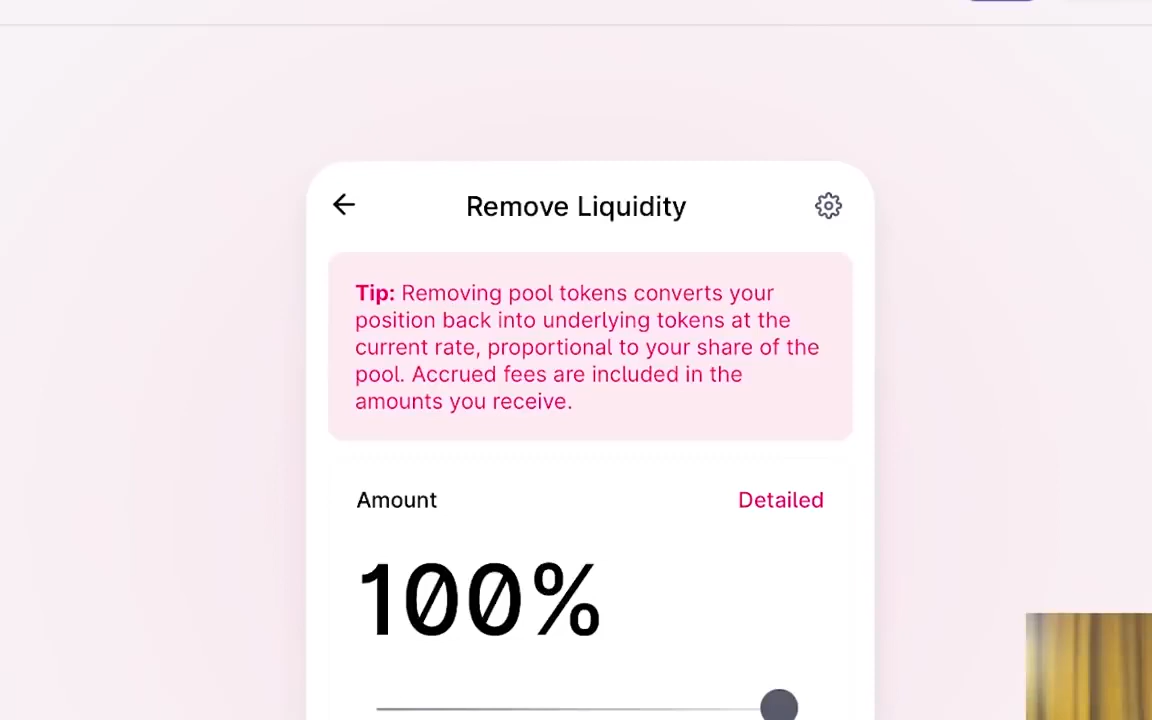 Remove Liquidity
Tip: Removing pool tokens converts your
position back into underlying tokens at the
current rate, proportional to your share of the
pool. Accrued fees are included in the
amounts you receive.
Amount
Detailed
100%